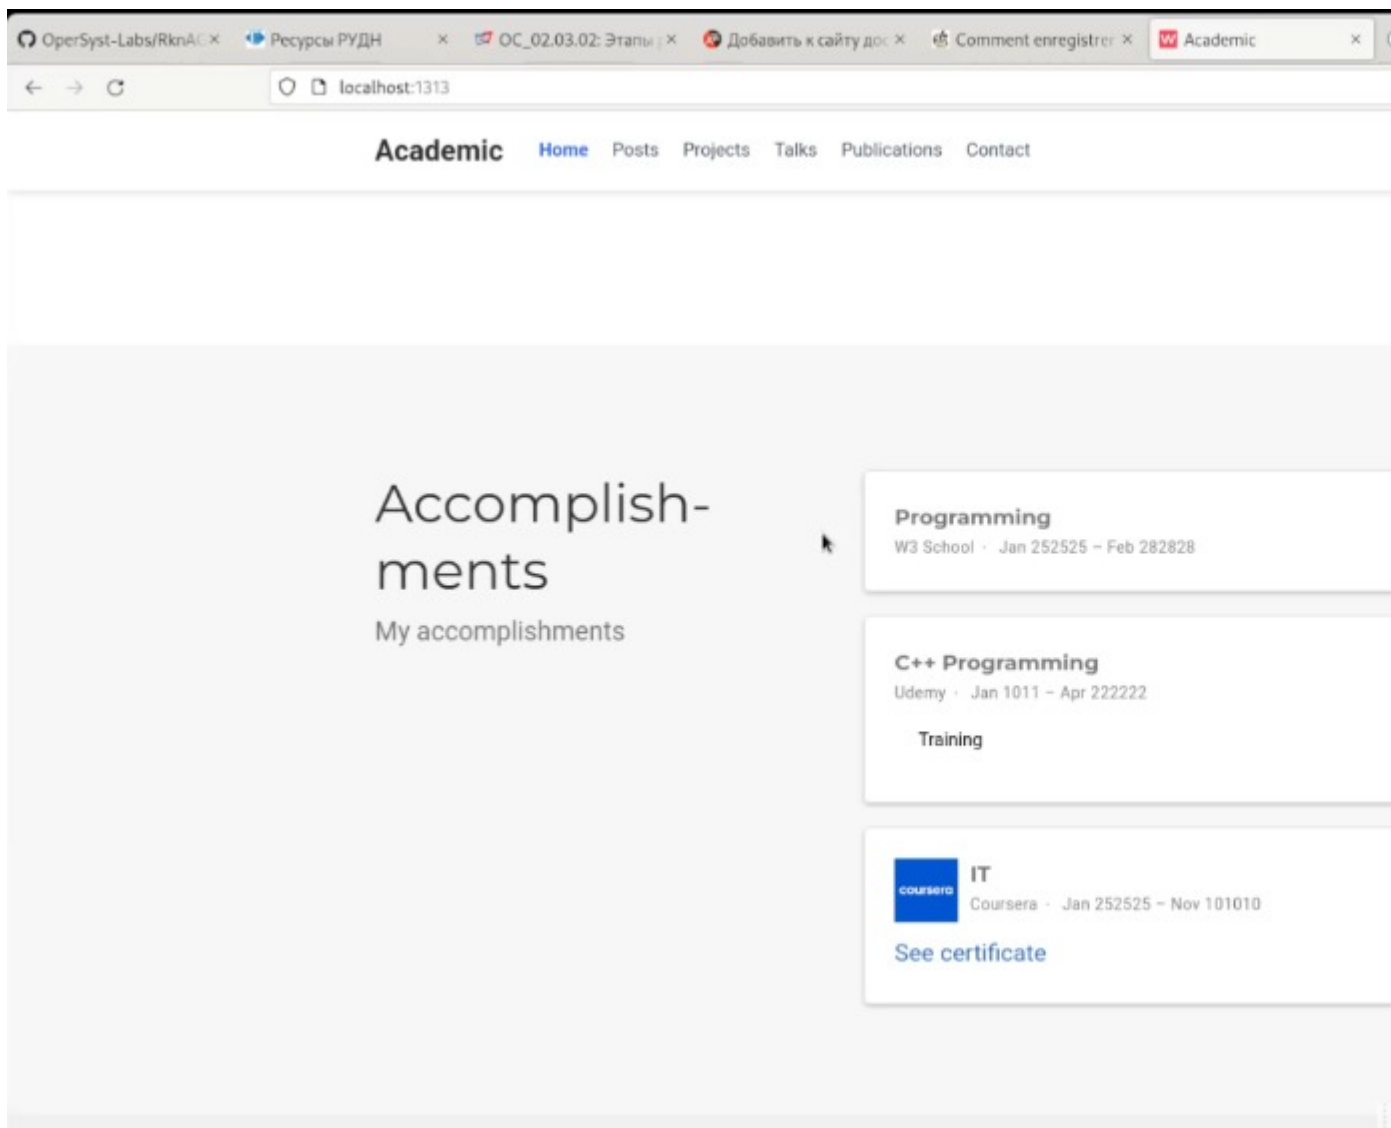 OperSyst-Labs/RknAC
Ресурсы РУДН
ОС_02.03.02: Этапы
Добавить к сайту дос
Comment enregistrer
Academic
localhost:1313
Academic Home Posts Projects Talks Publications Contact
Accomplish-
ments
My accomplishments
Programming
W3 School · Jan 252525 – Feb 282828
C++ Programming
Udemy · Jan 1011 – Apr 222222
Training
coursera
IT
Coursera · Jan 252525 – Nov 101010
See certificate